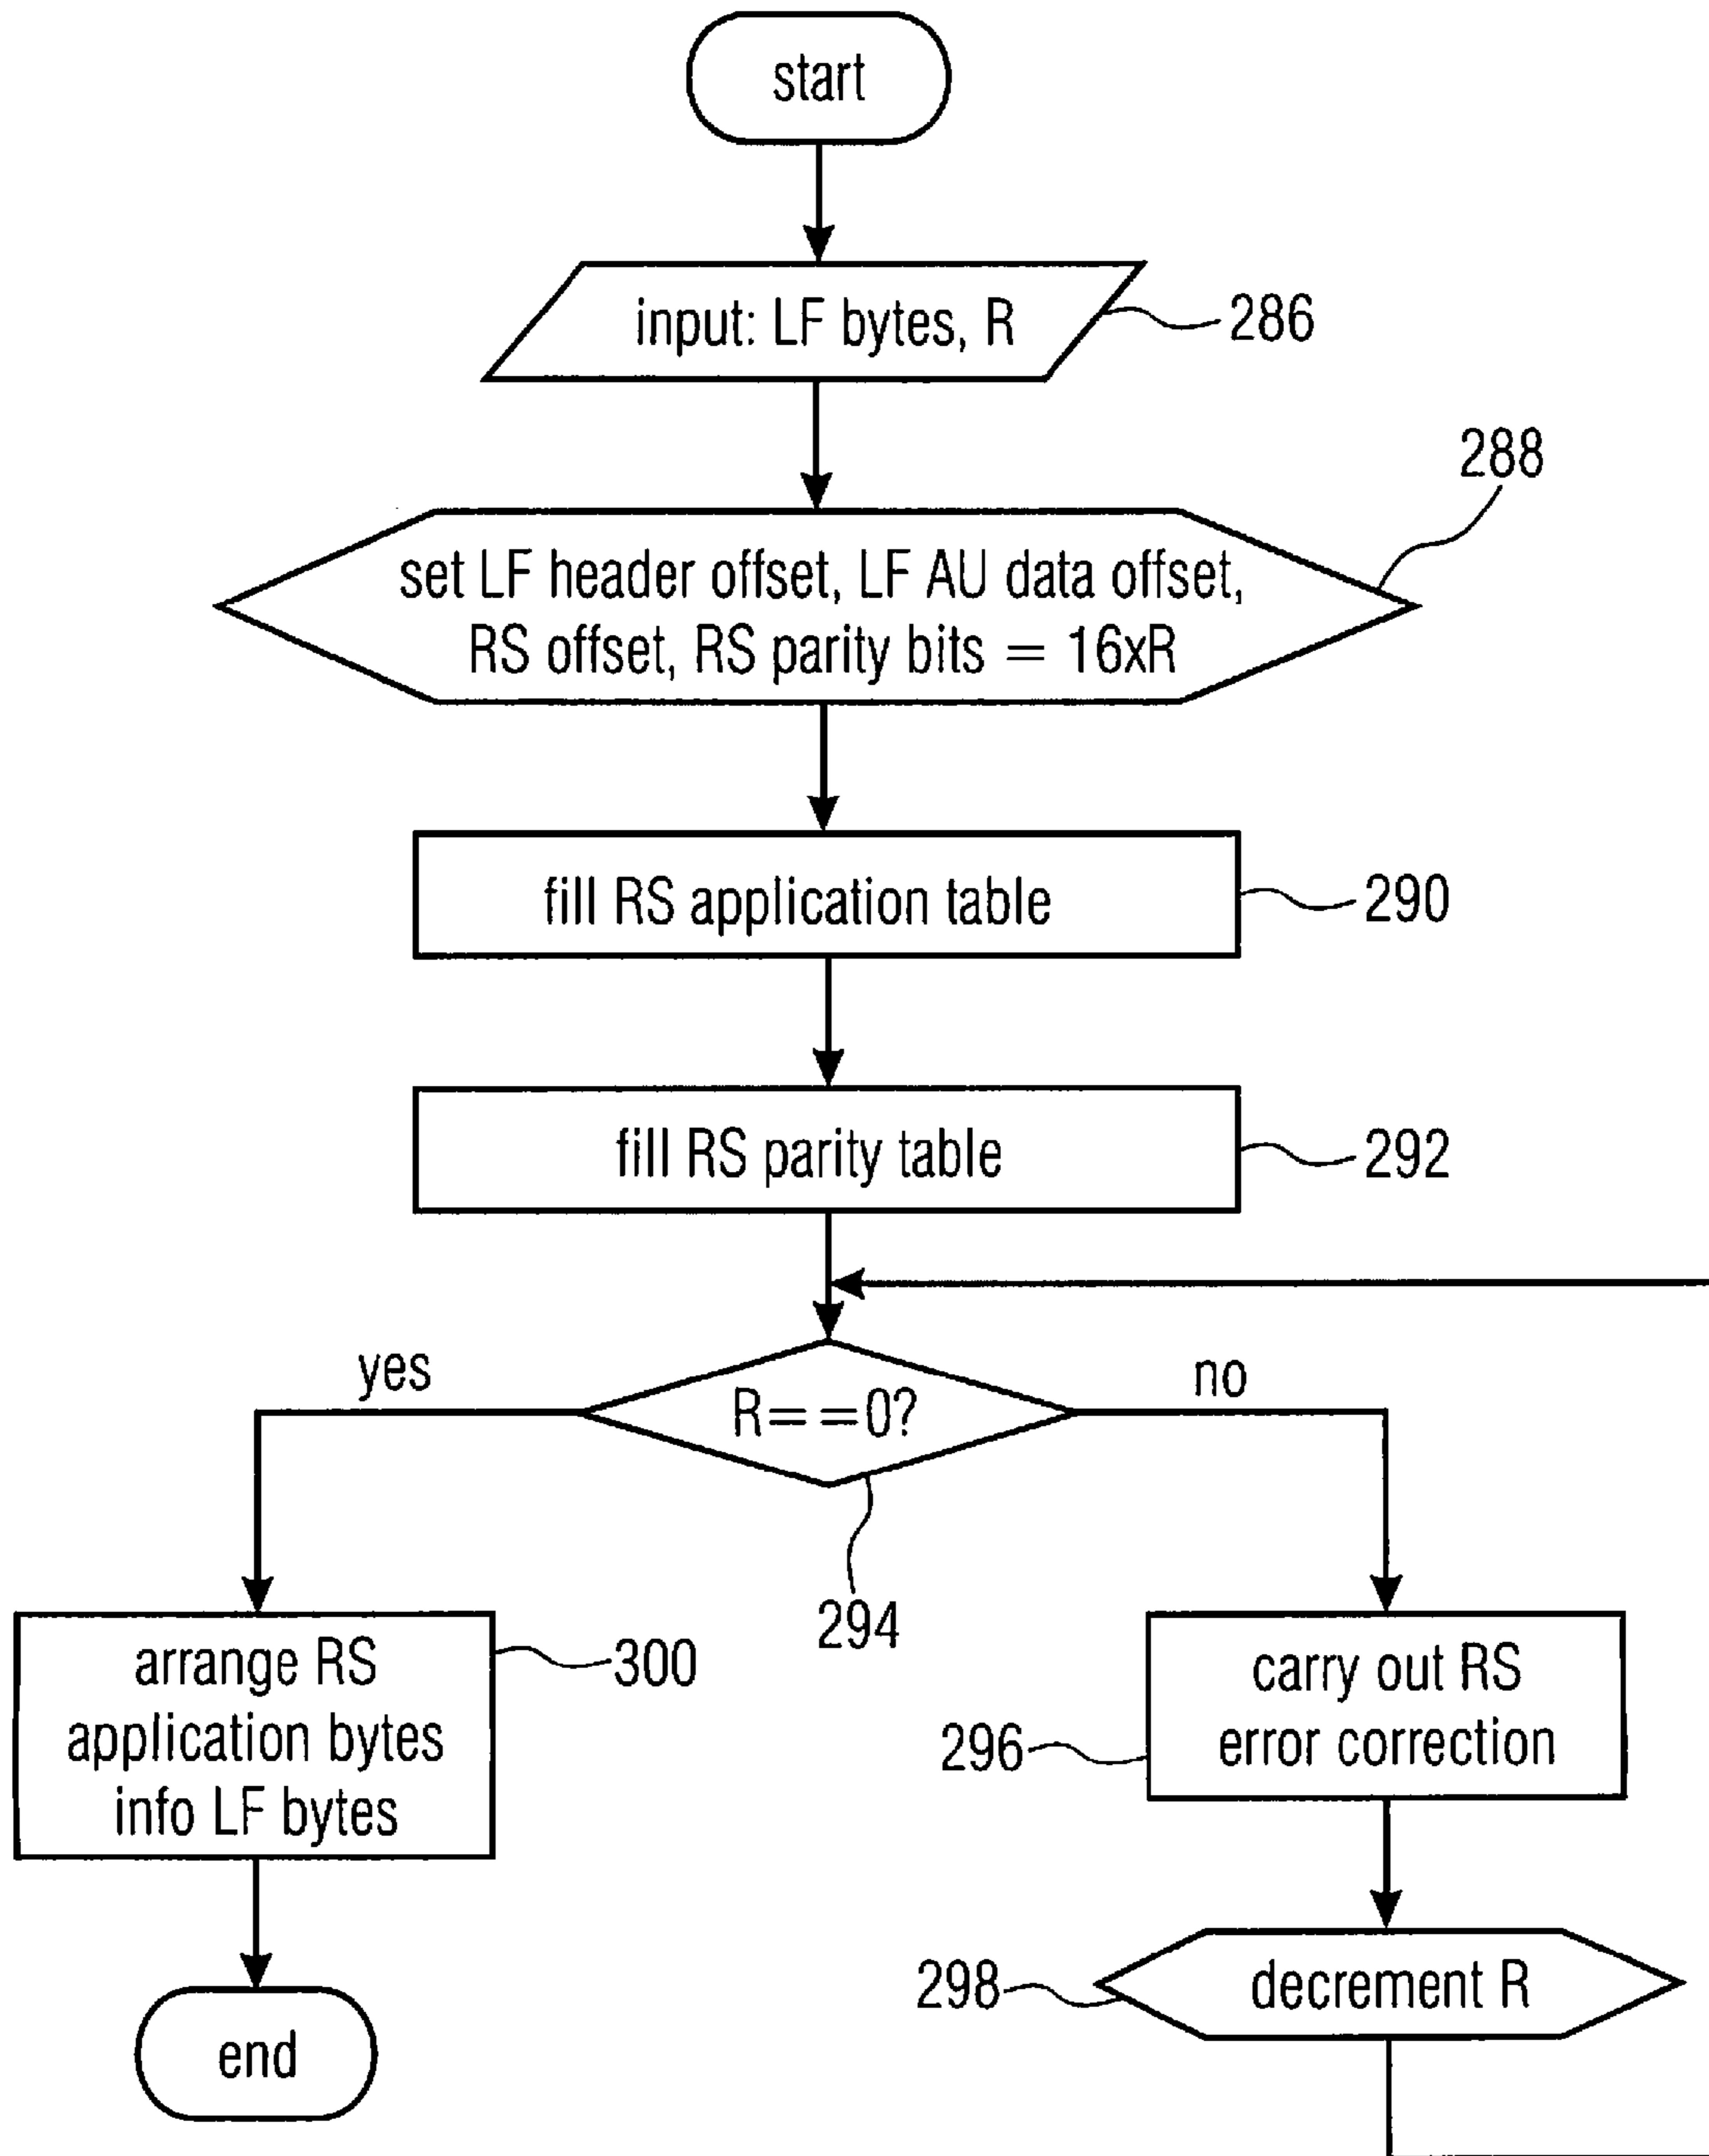 start
input: LF bytes, R
286
288
set LF header offset, LF AU data offset,
RS offset, RS parity bits = 16xR
fill RS application table
290
fill RS parity table
292
yes
no
R==0?
294
arrange RS
application bytes
info LF bytes
300
carry out RS
error correction
296
decrement R
298
end